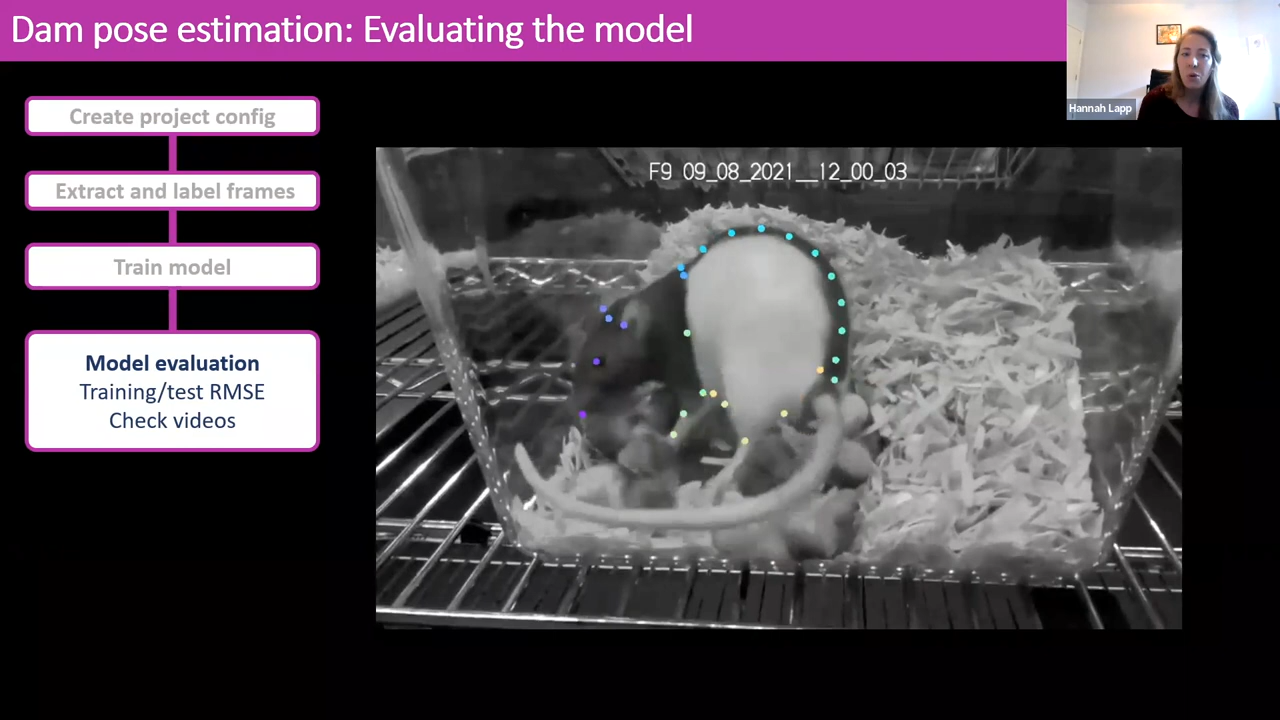 Dam pose estimation: Evaluating the model
Hannah Lapp
Create project config
Extract and label frames
Train model
Model evaluation
Training/test RMSE
Check videos
F9 09_08_2021__12_00_03